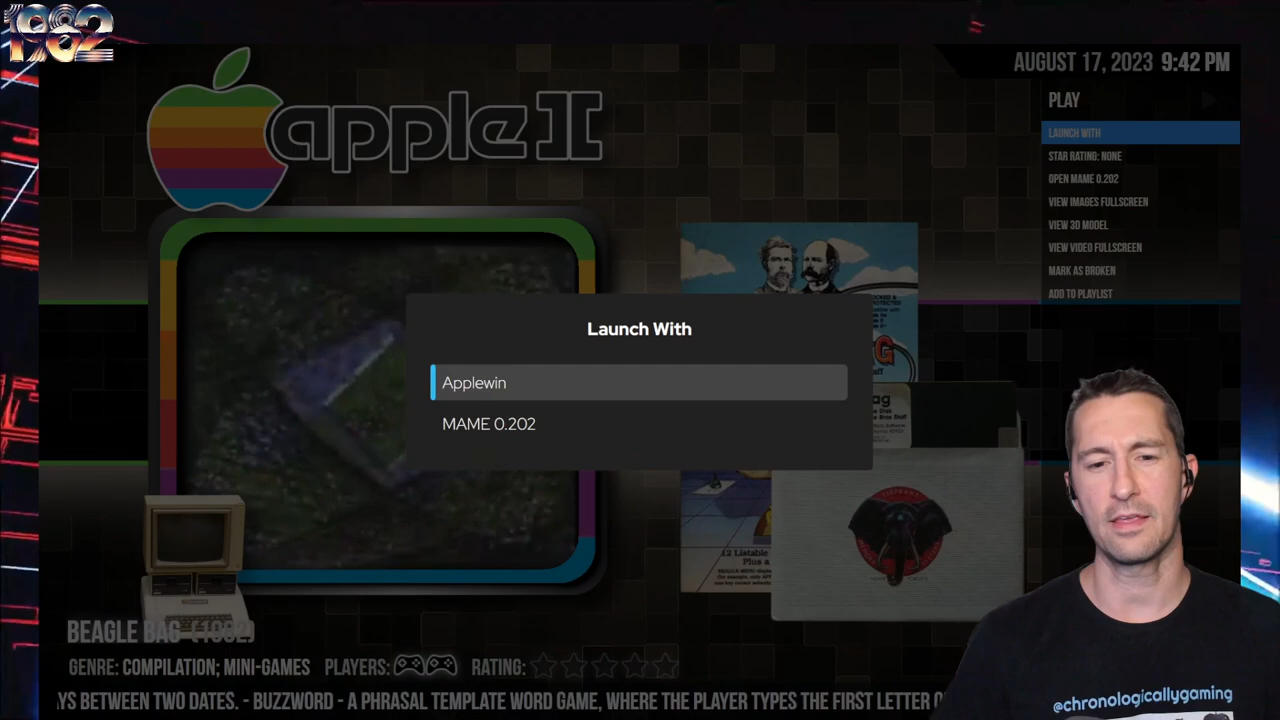 1982
AUGUST 17, 2023 9:42 PM
apple II
PLAY
LAUNCH WITH
STAR RATING: NONE
OPEN MAME 0.202
VIEW IMAGES FULLSCREEN
VIEW 3D MODEL
VIEW VIDEO FULLSCREEN
MARK AS BROKEN
ADD TO PLAYLIST
Launch With
Applewin
MAME 0.202
ag
12 Listable
Plus a
ELEPHANT
BEAGLE BAG (1982)
GENRE: COMPILATION; MINI-GAMES PLAYERS: RATING:
YS BETWEEN TWO DATES. - BUZZWORD - A PHRASAL TEMPLATE WORD GAME, WHERE THE PLAYER TYPES THE FIRST LETTER O
@chronologicallygaming